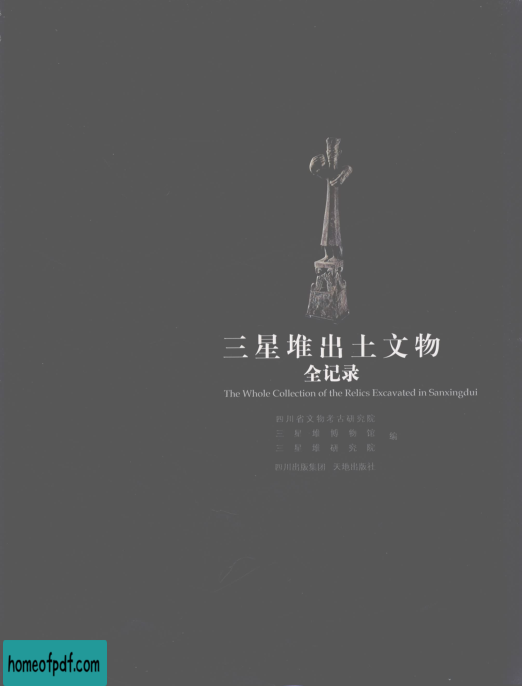 三星堆出土文物
全记录
The Whole Collection of the Relics Excavated in Sanxingdui
四川省文物考古研究院
三星堆博物馆
三星堆研究院
编
四川出版集团 天地出版社
homeofpdf.com